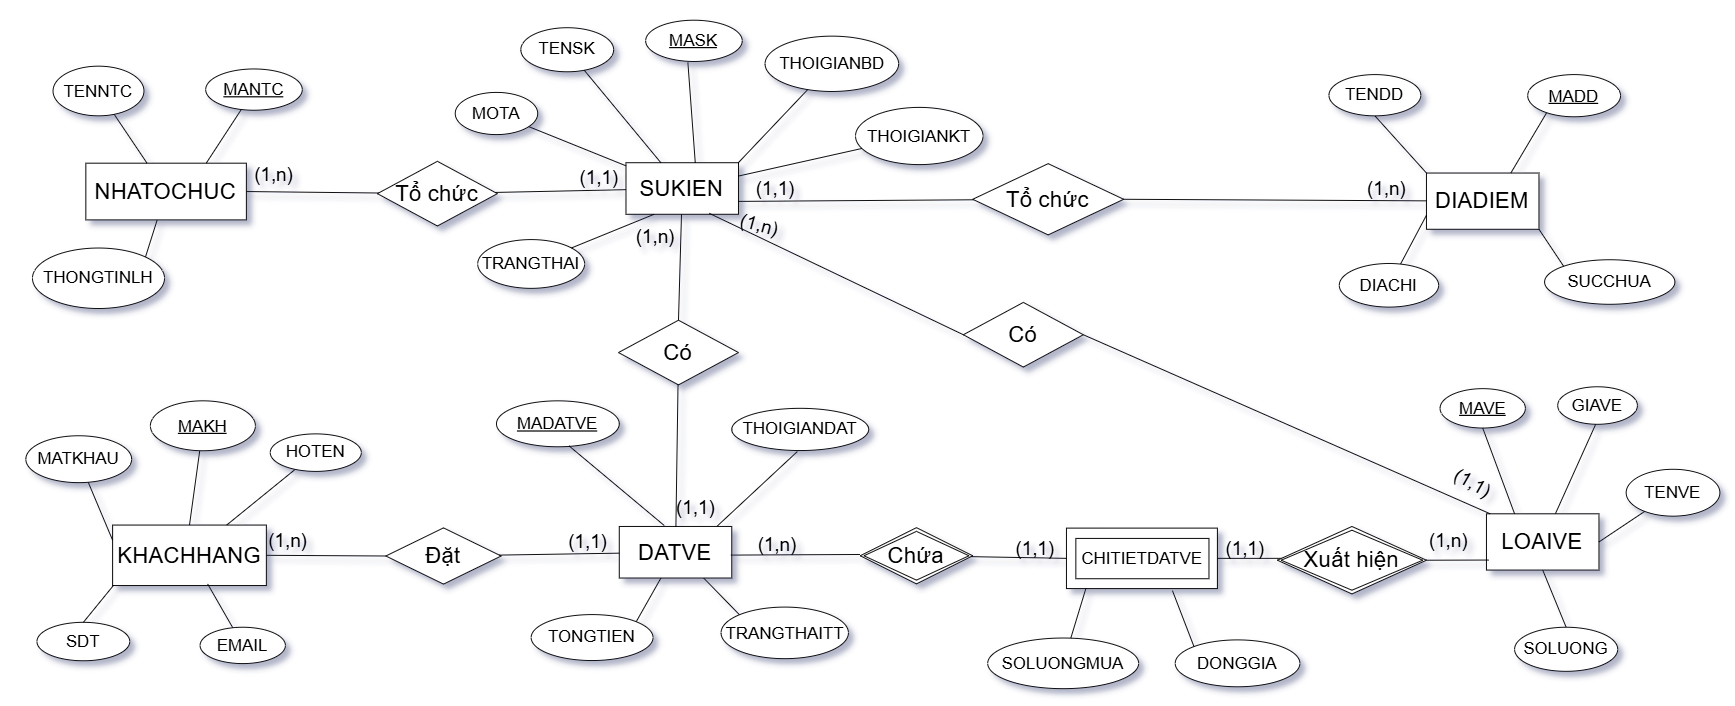 TENSK
MASK
THOIGIANBD
TENNTC
MANTC
MOTA
THOIGIANKT
TENDD
MADD
NHATOCHUC
(1,n)
Tổ chức
(1,1)
SUKIEN
(1,1)
Tổ chức
(1,n)
DIADIEM
THONGTINLH
TRANGTHAI
(1,n)
(1,n)
DIACHI
SUCCHUA
Có
Có
MATKHAU
MAKH
HOTEN
MADATVE
THOIGIANDAT
MAVE
GIAVE
TENVE
(1,1)
(1,1)
KHACHHANG
(1,n)
Đặt
(1,1)
DATVE
(1,n)
Chứa
(1,1)
CHITIETDATVE
(1,1)
Xuất hiện
(1,n)
LOAIVE
SDT
EMAIL
TONGTIEN
TRANGTHAITT
SOLUONGMUA
DONGGIA
SOLUONG